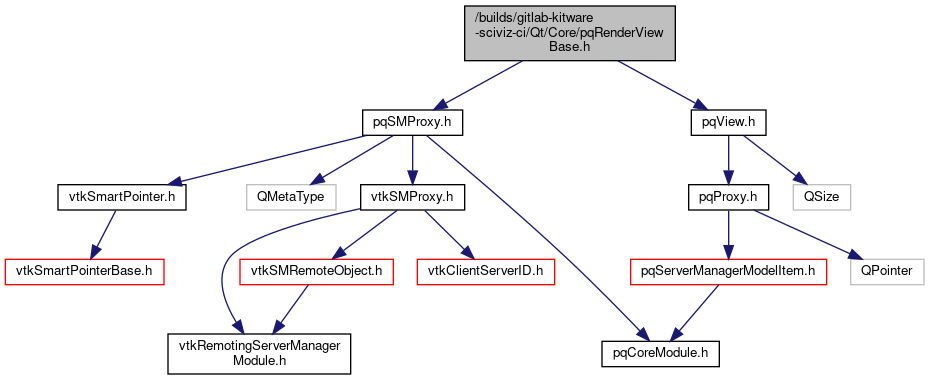 /builds/gitlab-kitware
-sciviz-ci/Qt/Core/pqRenderView
Base.h
pqSMProxy.h
pqView.h
vtkSmartPointer.h
QMetaType
vtkSMProxy.h
pqProxy.h
QSize
vtkSmartPointerBase.h
vtkSMRemoteObject.h
vtkClientServerID.h
pqServerManagerModelItem.h
QPointer
vtkRemotingServerManager
Module.h
pqCoreModule.h